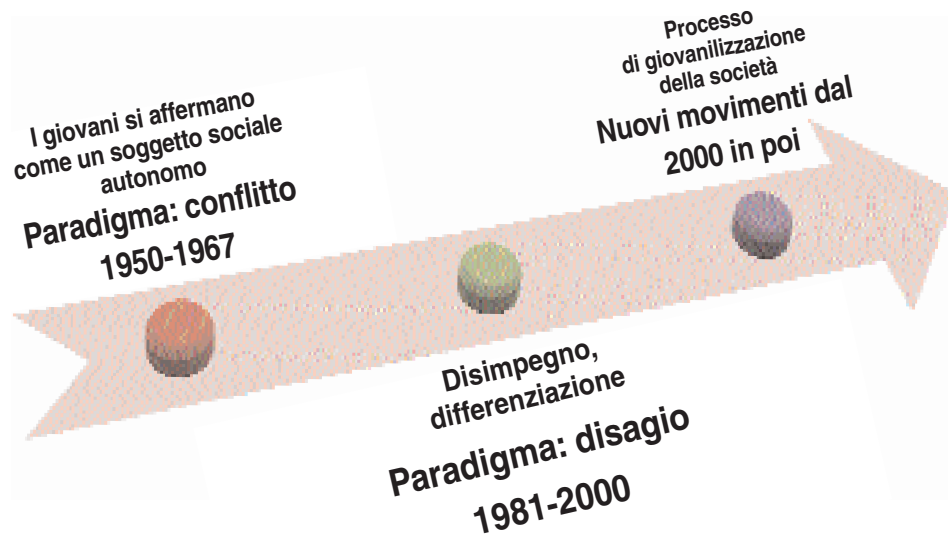 I giovani si affermano
come un soggetto sociale
autonomo
Paradigma: conflitto
1950-1967
Disimpegno,
differenziazione
Paradigma: disagio
1981-2000
Processo
di giovanilizzazione
della società
Nuovi movimenti dal
2000 in poi